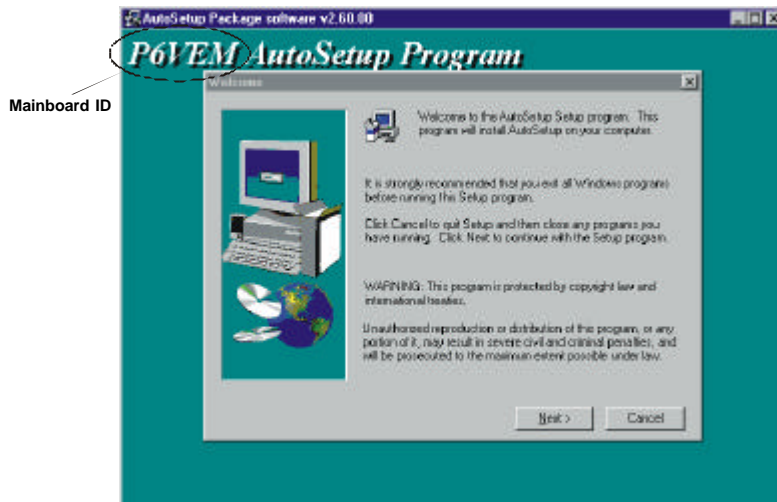 AutoSetup Package software v2.60.00
P6VEM AutoSetup Program
Mainboard ID
Welcome
Welcome to the AutoSetup Setup program. This
program will install AutoSetup on your computer.
It is strongly recommended that you exit all Windows programs
before running this Setup program.
Click Cancel to quit Setup and then close any programs you
have running. Click Next to continue with the Setup program.
WARNING: This program is protected by copyright law and
international treaties.
Unauthorized reproduction or distribution of this program, or any
portion of it, may result in severe civil and criminal penalties, and
will be prosecuted to the maximum extent possible under law.
Next >
Cancel